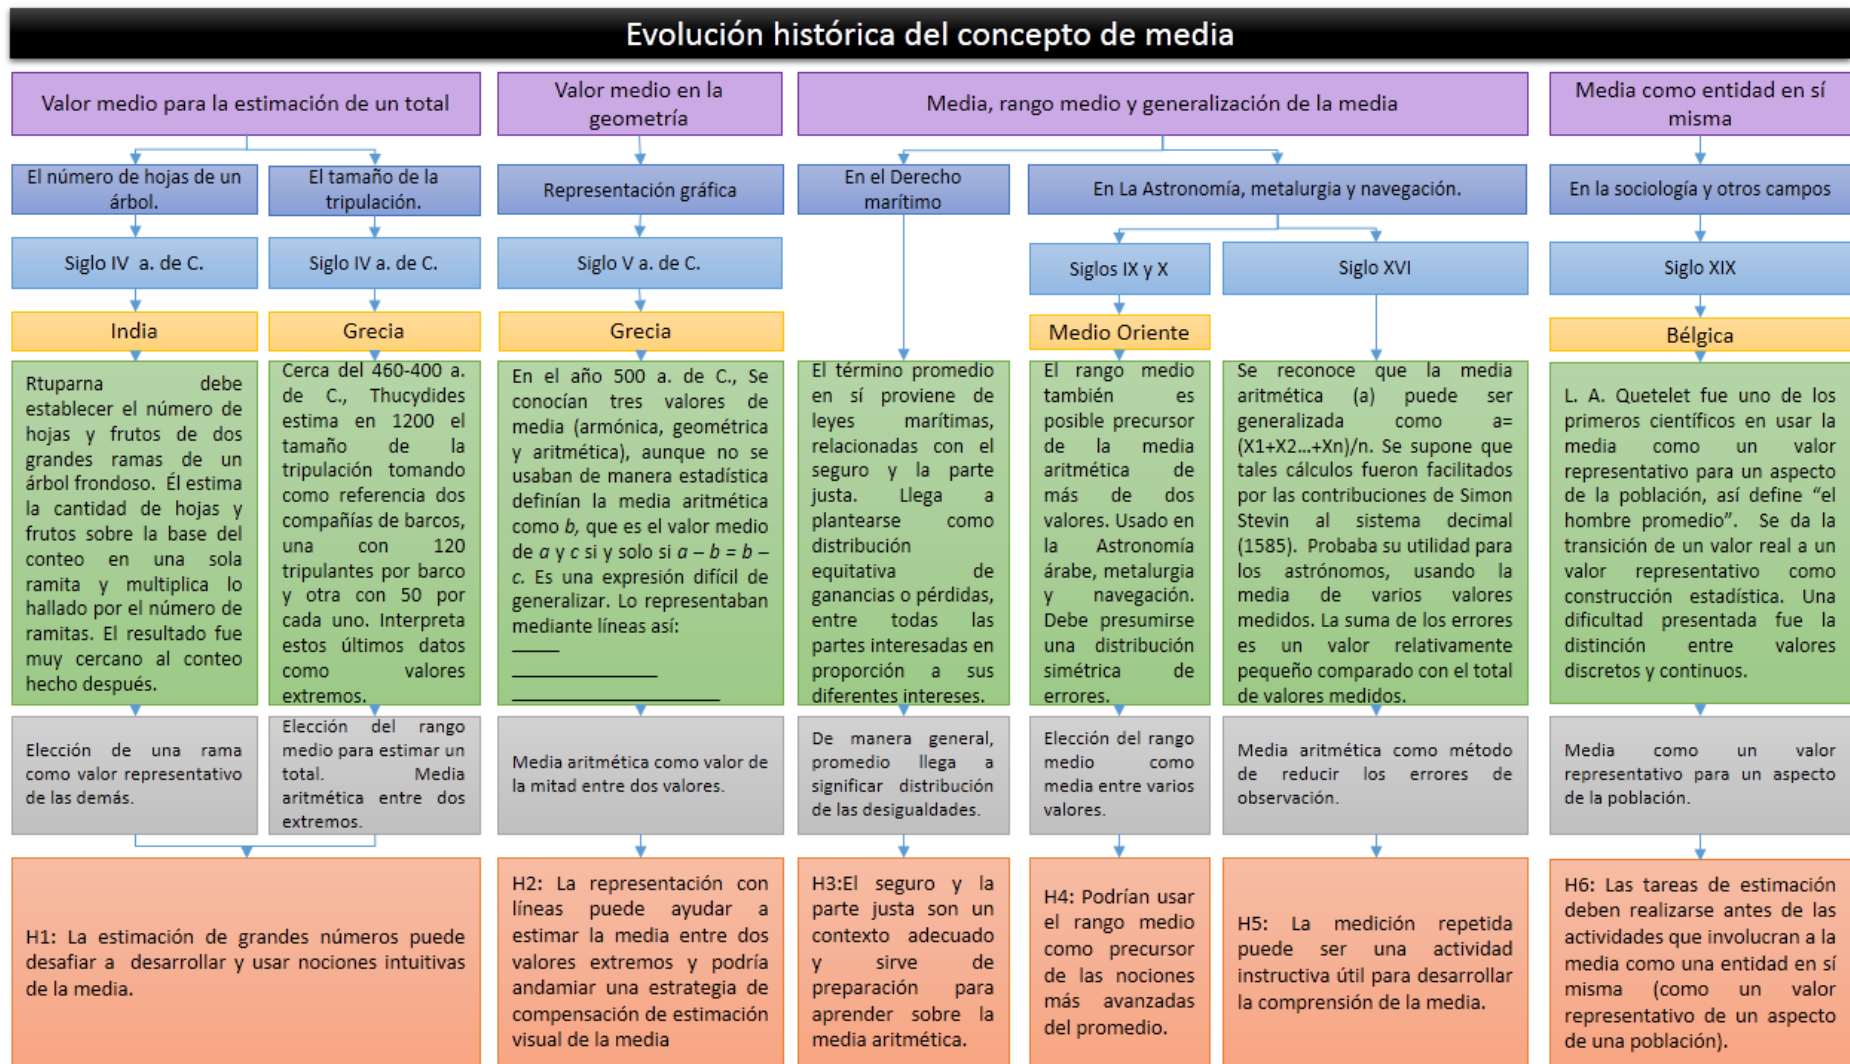 Evolución histórica del concepto de media
Valor medio para la estimación de un total
Valor medio en la
geometría
Media, rango medio y generalización de la media
Media como entidad en sí
misma
El número de hojas de un
árbol.
El tamaño de la
tripulación.
Representación gráfica
En el Derecho
marítimo
En La Astronomía, metalurgia y navegación.
En la sociología y otros campos
Siglo IV a. de C.
Siglo IV a. de C.
Siglo V a. de C.
Siglos IX y X
Siglo XVI
Siglo XIX
India
Grecia
Grecia
Medio Oriente
Bélgica
Rtuparna debe
establecer el número de
hojas y frutos de dos
grandes ramas de un
árbol frondoso. Él estima
la cantidad de hojas y
frutos sobre la base del
conteo en una sola
ramita y multiplica lo
hallado por el número de
ramitas. El resultado fue
muy cercano al conteo
hecho después.
Cerca del 460-400 a.
de C., Thucydides
estima en 1200 el
tamaño de la
tripulación tomando
como referencia dos
compañías de barcos,
una con 120
tripulantes por barco
y otra con 50 por
cada uno. Interpreta
estos últimos datos
como valores
extremos.
En el año 500 a. de C., Se
conocían tres valores de
media (armónica, geométrica
y aritmética), aunque no se
usaban de manera estadística
definían la media aritmética
como b, que es el valor medio
de a y c si y solo si a – b = b –
c. Es una expresión difícil de
generalizar. Lo representaban
mediante líneas así:
El término promedio
en sí proviene de
leyes marítimas,
relacionadas con el
seguro y la parte
justa. Llega a
plantearse como
distribución
equitativa de
ganancias o pérdidas,
entre todas las
partes interesadas en
proporción a sus
diferentes intereses.
El rango medio
también es
posible precursor
de la media
aritmética de
más de dos
valores. Usado en
la Astronomía
árabe, metalurgia
y navegación.
Debe presumirse
una distribución
simétrica de
errores.
Se reconoce que la media
aritmética (a) puede ser
generalizada como a=
(X1+X2...+Xn)/n. Se supone que
tales cálculos fueron facilitados
por las contribuciones de Simon
Stevin al sistema decimal
(1585). Probaba su utilidad para
los astrónomos, usando la
media de varios valores
medidos. La suma de los errores
es un valor relativamente
pequeño comparado con el total
de valores medidos.
L. A. Quetelet fue uno de los
primeros científicos en usar la
media como un valor
representativo para un aspecto
de la población, así define “el
hombre promedio”. Se da la
transición de un valor real a un
valor representativo como
construcción estadística. Una
dificultad presentada fue la
distinción entre valores
discretos y continuos.
Elección de una rama
como valor representativo
de las demás.
Elección del rango
medio para estimar un
total. Media
aritmética entre dos
extremos.
Media aritmética como valor de
la mitad entre dos valores.
De manera general,
promedio llega a
significar distribución
de las desigualdades.
Elección del rango
medio como
media entre varios
valores.
Media aritmética como método
de reducir los errores de
observación.
Media como un valor
representativo para un aspecto
de la población.
H1: La estimación de grandes números puede
desafiar a desarrollar y usar nociones intuitivas
de la media.
H2: La representación con
líneas puede ayudar a
estimar la media entre dos
valores extremos y podría
andamiar una estrategia de
compensación de estimación
visual de la media
H3:El seguro y la
parte justa son un
contexto adecuado
y sirve de
preparación para
aprender sobre la
media aritmética.
H4: Podrían usar
el rango medio
como precursor
de las nociones
más avanzadas
del promedio.
H5: La medición repetida
puede ser una actividad
instructiva útil para desarrollar
la comprensión de la media.
H6: Las tareas de estimación
deben realizarse antes de las
actividades que involucran a la
media como una entidad en sí
misma (como un valor
representativo de un aspecto
de una población).